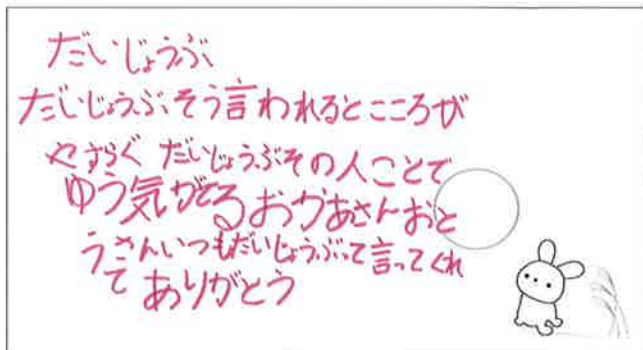 だいじょうぶ
だいじょうぶそう言われるとこころが
やすらぐ だいじょうぶその人ことで
ゆう気がでるおかあさんおと
うさんいつもだいじょうぶって言ってくれ
て ありがとう